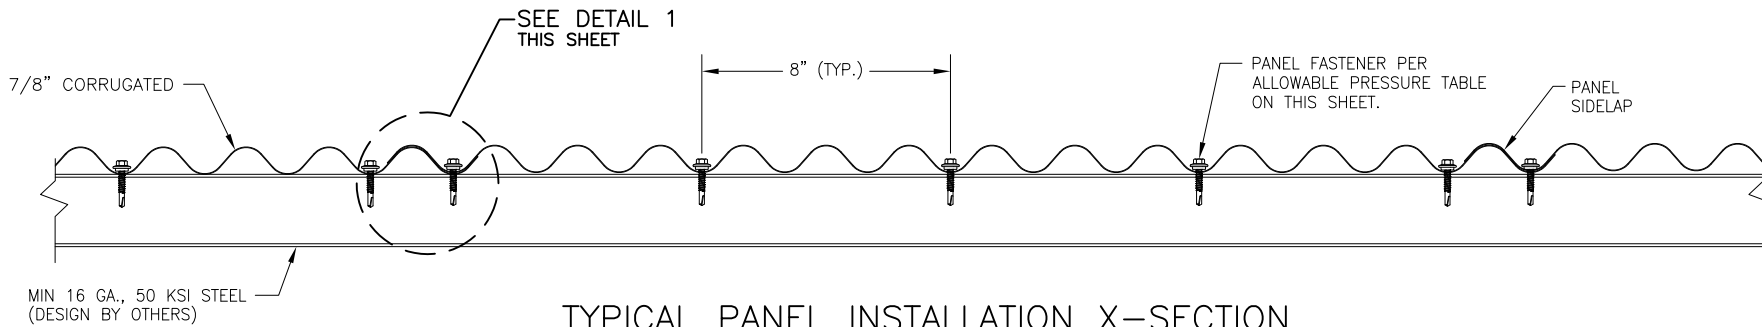 SEE DETAIL 1
THIS SHEET
7/8" CORRUGATED
8" (TYP.)
PANEL FASTENER PER
ALLOWABLE PRESSURE TABLE
ON THIS SHEET.
PANEL
SIDELAP
MIN 16 GA., 50 KSI STEEL
(DESIGN BY OTHERS)
TYPICAL PANEL INSTALLATION X-SECTION